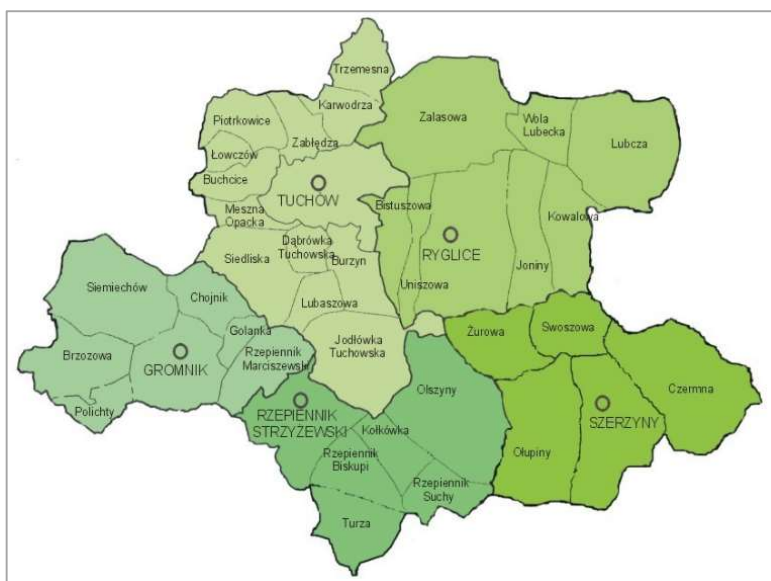 Trzemesna
Karwodrza
Piotrkowice
Zabłędza
Łowczów
Buchcice
TUCHÓW
Meszna
Opacka
Dąbrówka
Tuchowska
Siedliska
Burzyn
Lubaszowa
Jodłówka
Tuchowska
Zalasowa
Wola
Lubecka
Lubcza
Bistuszowa
Kowalowa
RYGLICE
Uniszowa
Joniny
Siemiechów
Chojnik
Golanka
Brzozowa
GROMNIK
Rzepiennik
Marciszewski
Polichty
Żurowa
Swoszowa
Czermna
SZERZYNY
Ołupiny
Olszyny
RZEPIENNIK
STRZYŻEWSKI
Kołkówka
Rzepiennik
Biskupi
Rzepiennik
Suchy
Turza